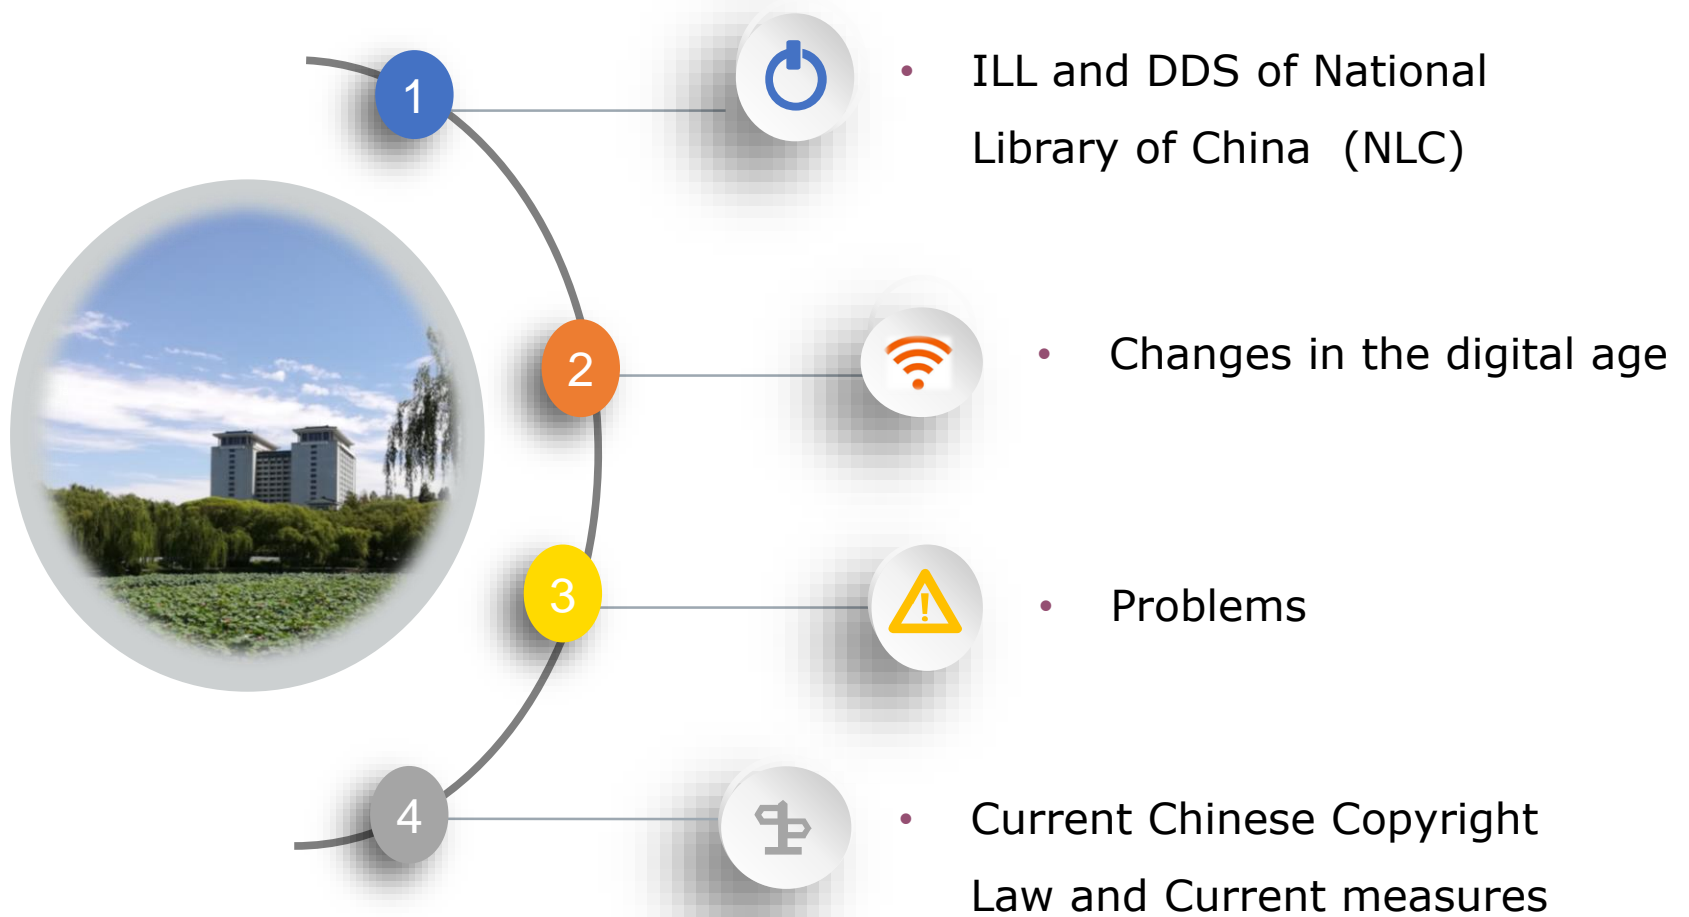 1
• ILL and DDS of National
Library of China (NLC)
2
• Changes in the digital age
3
• Problems
4
• Current Chinese Copyright
Law and Current measures